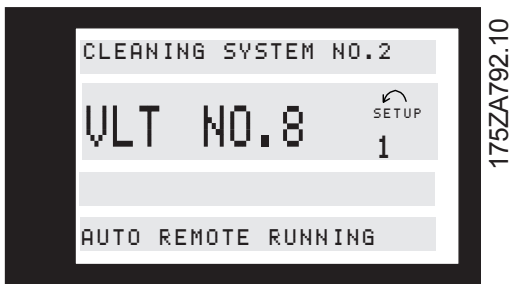 CLEANING SYSTEM NO.2
VLT NO.8
SETUP
1
AUTO REMOTE RUNNING
175ZA792.10